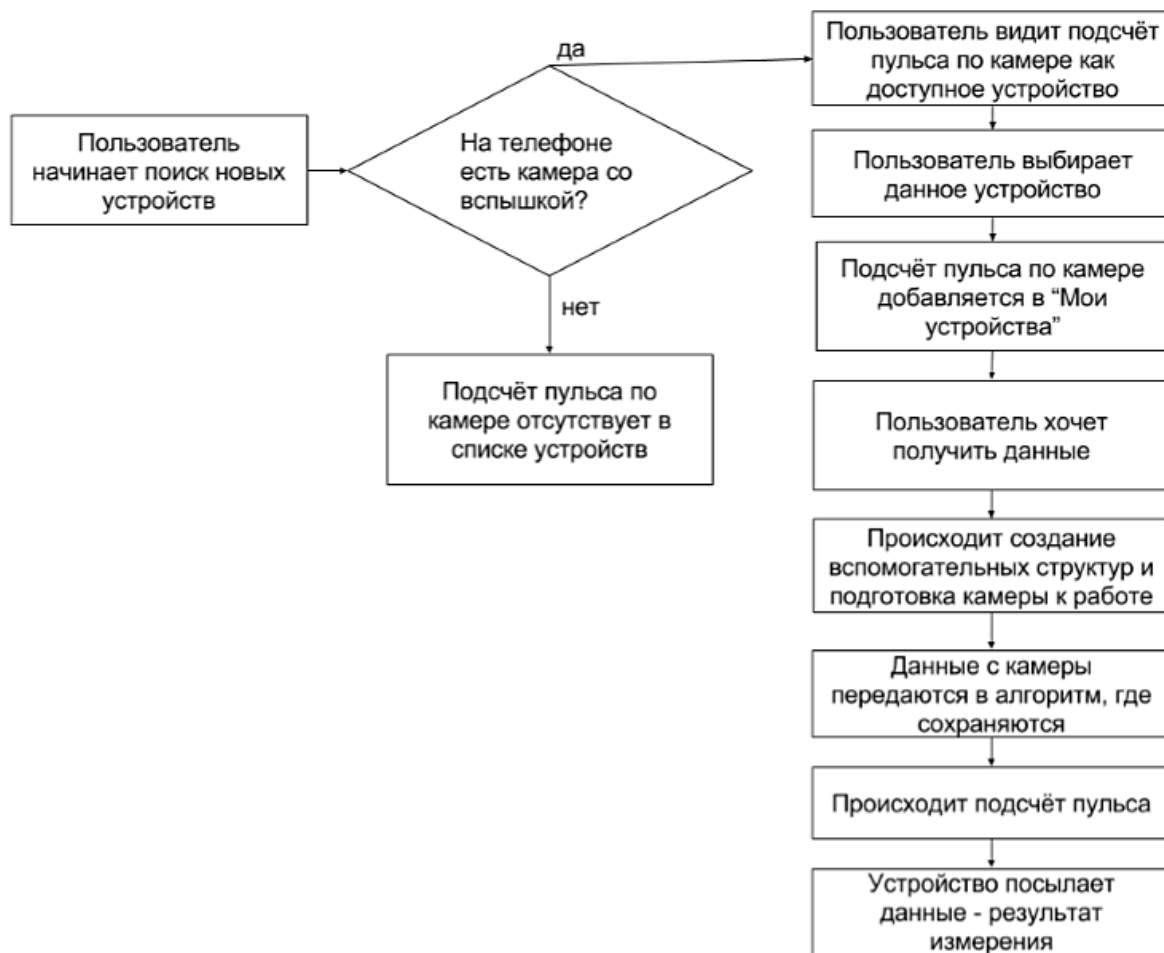 Пользователь
начинает поиск новых
устройств
На телефоне
есть камера со
вспышкой?
да
нет
Подсчёт пульса по
камере отсутствует в
списке устройств
Пользователь видит подсчёт
пульса по камере как
доступное устройство
Пользователь выбирает
данное устройство
Подсчёт пульса по камере
добавляется в “Мои
устройства”
Пользователь хочет
получить данные
Происходит создание
вспомогательных структур и
подготовка камеры к работе
Данные с камеры
передаются в алгоритм, где
сохраняются
Происходит подсчёт пульса
Устройство посылает
данные - результат
измерения